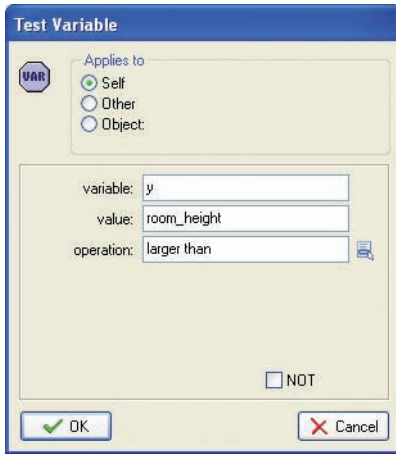 Test Variable
VAR
Applies to
Self
Other
Object:
variable: y
value: room_height
operation: larger than
NOT
OK
Cancel